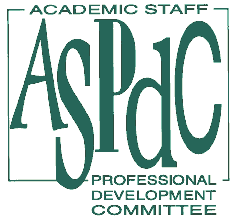 ACADEMIC STAFF
ASPdC
PROFESSIONAL
DEVELOPMENT
COMMITTEE